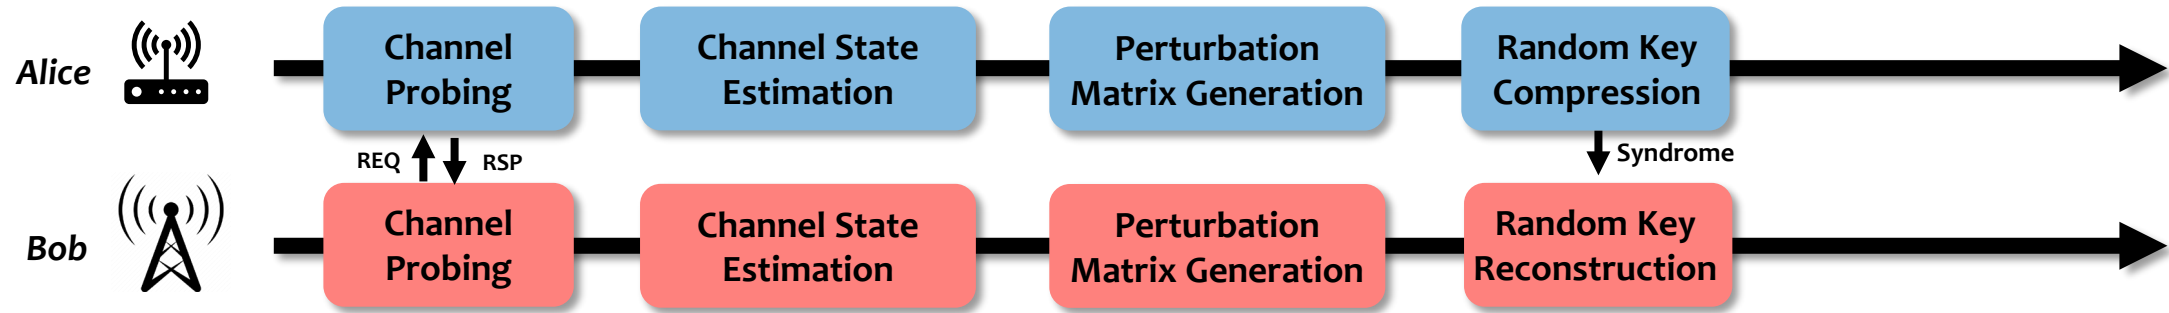 Alice
Channel
Probing
Channel State
Estimation
Perturbation
Matrix Generation
Random Key
Compression
REQ
RSP
Syndrome
Bob
Channel
Probing
Channel State
Estimation
Perturbation
Matrix Generation
Random Key
Reconstruction